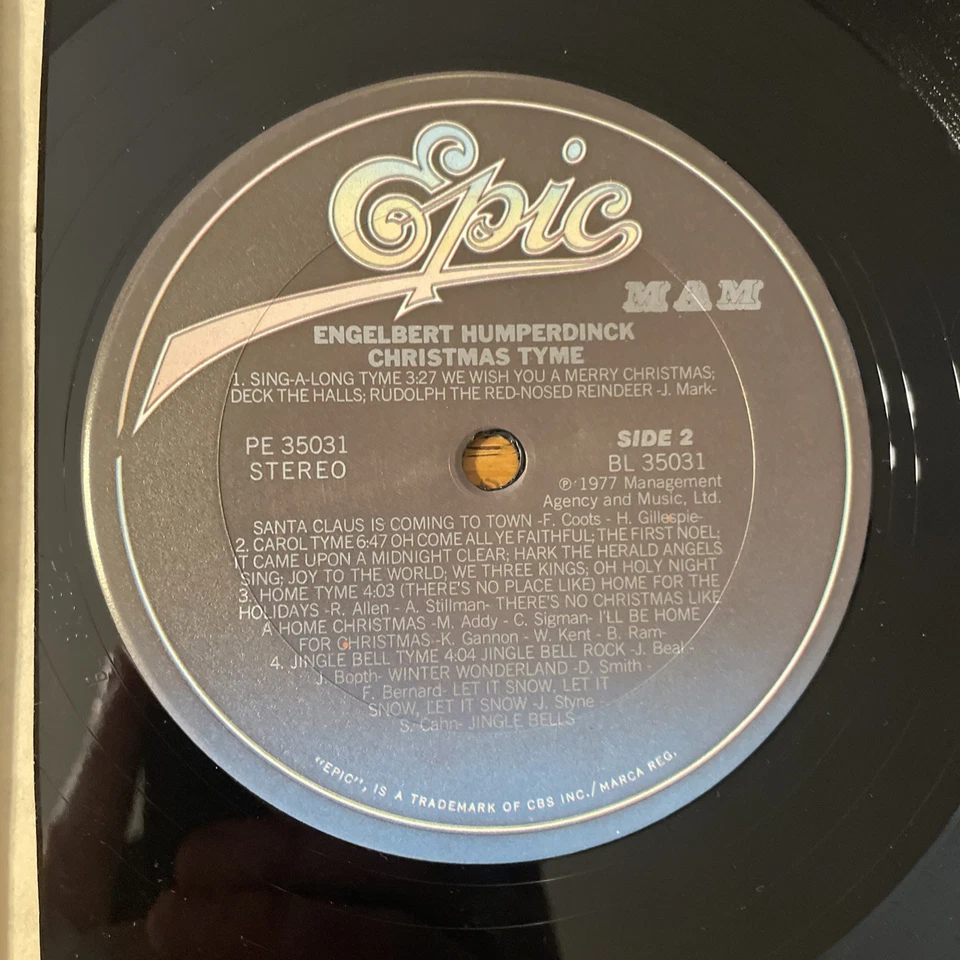 Epic
MAM
ENGELBERT HUMPERDINCK
CHRISTMAS TYME
1. SING-A-LONG TYME 3:27 WE WISH YOU A MERRY CHRISTMAS;
DECK THE HALLS; RUDOLPH THE RED-NOSED REINDEER -J. Mark-
PE 35031
STEREO
SIDE 2
BL 35031
℗ 1977 Management
Agency and Music, Ltd.
SANTA CLAUS IS COMING TO TOWN -F. Coots - H. Gillespie-
2. CAROL TYME 6:47 OH COME ALL YE FAITHFUL; THE FIRST NOEL;
IT CAME UPON A MIDNIGHT CLEAR; HARK THE HERALD ANGELS
SING; JOY TO THE WORLD; WE THREE KINGS; OH HOLY NIGHT
3. HOME TYME 4:03 (THERE'S NO PLACE LIKE) HOME FOR THE
HOLIDAYS -R. Allen - A. Stillman- THERE'S NO CHRISTMAS LIKE
A HOME CHRISTMAS -M. Addy - C. Sigman- I'LL BE HOME
FOR CHRISTMAS -K. Gannon - W. Kent - B. Ram-
4. JINGLE BELL TYME 4:04 JINGLE BELL ROCK -J. Beal -
J. Booth- WINTER WONDERLAND -D. Smith -
F. Bernard- LET IT SNOW, LET IT
SNOW, LET IT SNOW -J. Styne -
S. Cahn- JINGLE BELLS
"EPIC", IS A TRADEMARK OF CBS INC./MARCA REG.